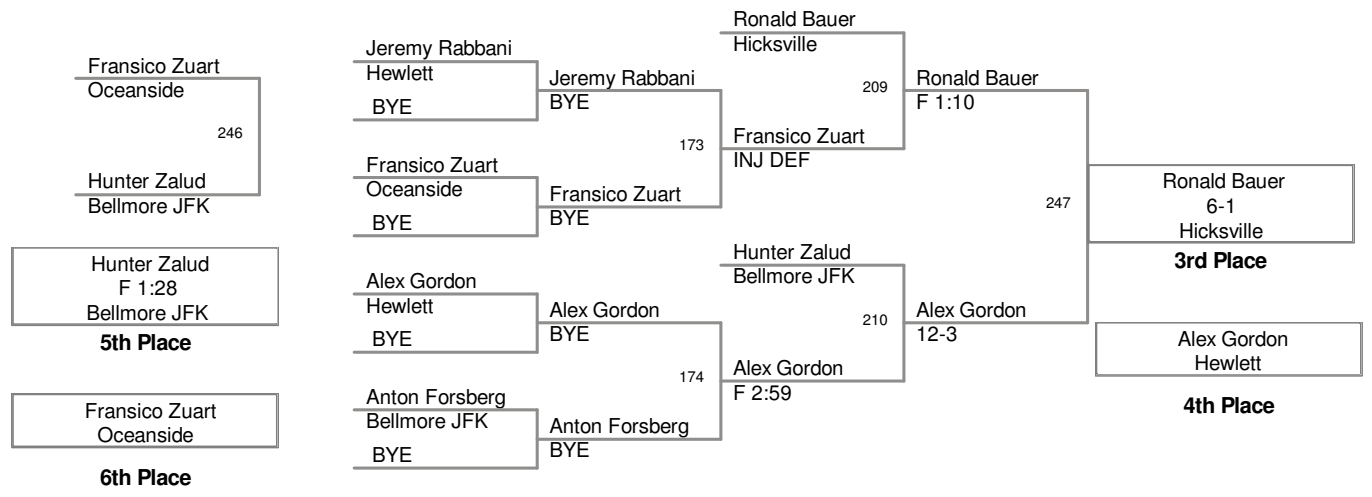 Fransico Zuart
Oceanside
246
Hunter Zalud
Bellmore JFK
Hunter Zalud
F 1:28
Bellmore JFK
5th Place
Fransico Zuart
Oceanside
6th Place
Jeremy Rabbani
Hewlett
BYE
Fransico Zuart
Oceanside
BYE
Alex Gordon
Hewlett
BYE
Anton Forsberg
Bellmore JFK
BYE
Jeremy Rabbani
BYE
173
Fransico Zuart
BYE
Alex Gordon
BYE
174
Anton Forsberg
BYE
Ronald Bauer
Hicksville
209
Fransico Zuart
INJ DEF
Hunter Zalud
Bellmore JFK
210
Alex Gordon
F 2:59
Ronald Bauer
F 1:10
247
Alex Gordon
12-3
Ronald Bauer
6-1
Hicksville
3rd Place
Alex Gordon
Hewlett
4th Place